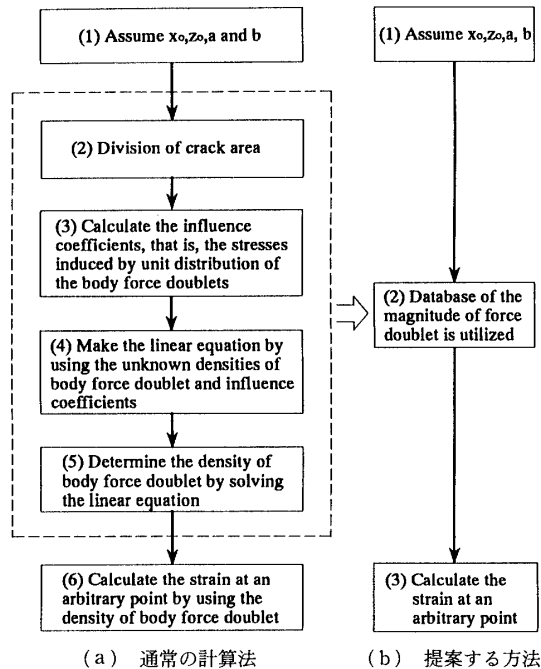 (1) Assume xo,zo,a and b
(2) Division of crack area
(3) Calculate the influence
coefficients, that is, the stresses
induced by unit distribution of
the body force doublets
(4) Make the linear equation by
using the unknown densities of
body force doublet and influence
coefficients
(5) Determine the density of
body force doublet by solving
the linear equation
(6) Calculate the strain at an
arbitrary point by using the
density of body force doublet
(a) 通常の計算法
(1) Assume xo,zo,a, b
(2) Database of the
magnitude of force
doublet is utilized
(3) Calculate the
strain at an
arbitrary point
(b) 提案する方法